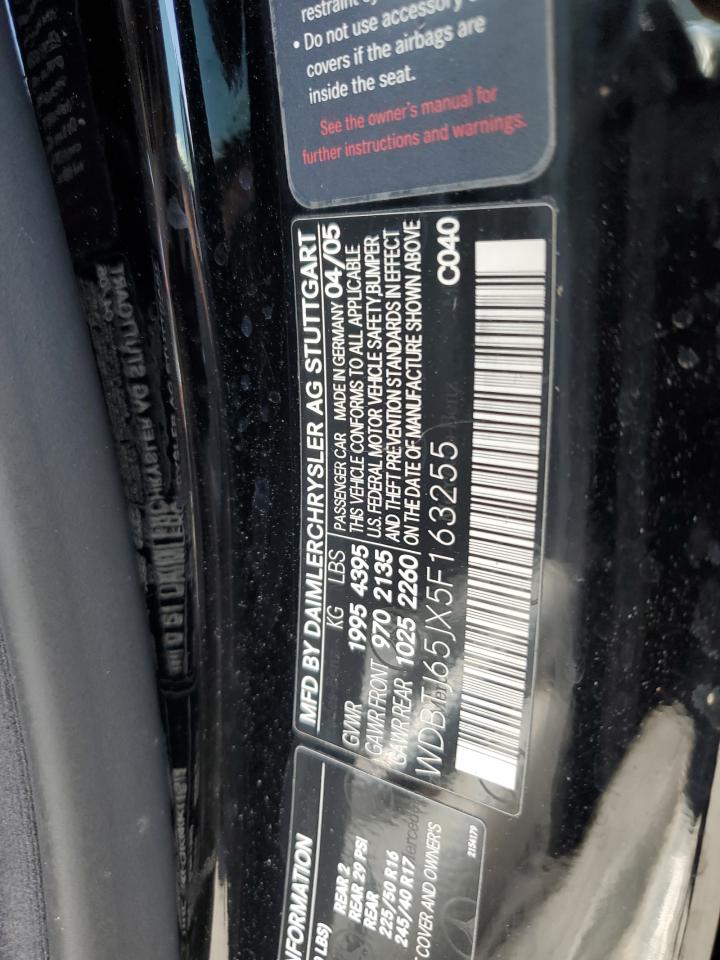 restraint
• Do not use accessory
covers if the airbags are
inside the seat.
See the owner's manual for
further instructions and warnings.
MFD BY DAIMLERCHRYSLER AG STUTTGART
KG LBS PASSENGER CAR MADE IN GERMANY 04/05
GVWR 1995 4395 THIS VEHICLE CONFORMS TO ALL APPLICABLE
U.S. FEDERAL MOTOR VEHICLE SAFETY BUMPER
GAWR FRONT 970 2135 AND THEFT PREVENTION STANDARDS IN EFFECT
GAWR REAR 1025 2260 ON THE DATE OF MANUFACTURE SHOWN ABOVE
WDBTJ65JX5F163255 C040
INFORMATION
LBS)
REAR 2
REAR 29 PSI
REAR
225/50 R16
245/40 R17
COVER AND OWNER'S
2154179